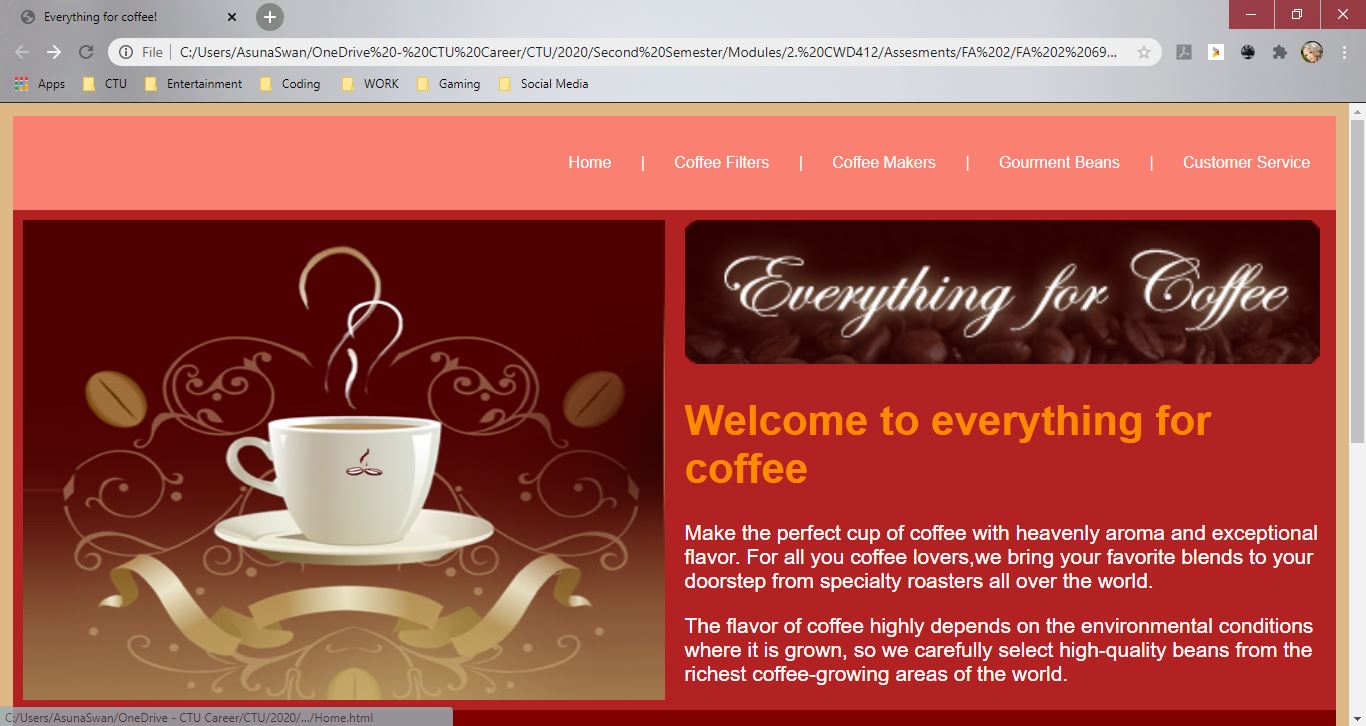 Everything for coffee!
File | C:/Users/AsunaSwan/OneDrive%20-%20CTU%20Career/CTU/2020/Second%20Semester/Modules/2.%20CWD412/Assesments/FA%202/FA%202%2069...
Apps CTU Entertainment Coding WORK Gaming Social Media
Home | Coffee Filters | Coffee Makers | Gourment Beans | Customer Service
Everything for Coffee
Welcome to everything for
coffee
Make the perfect cup of coffee with heavenly aroma and exceptional
flavor. For all you coffee lovers,we bring your favorite blends to your
doorstep from specialty roasters all over the world.
The flavor of coffee highly depends on the environmental conditions
where it is grown, so we carefully select high-quality beans from the
richest coffee-growing areas of the world.
C:/Users/AsunaSwan/OneDrive - CTU Career/CTU/2020/.../Home.html